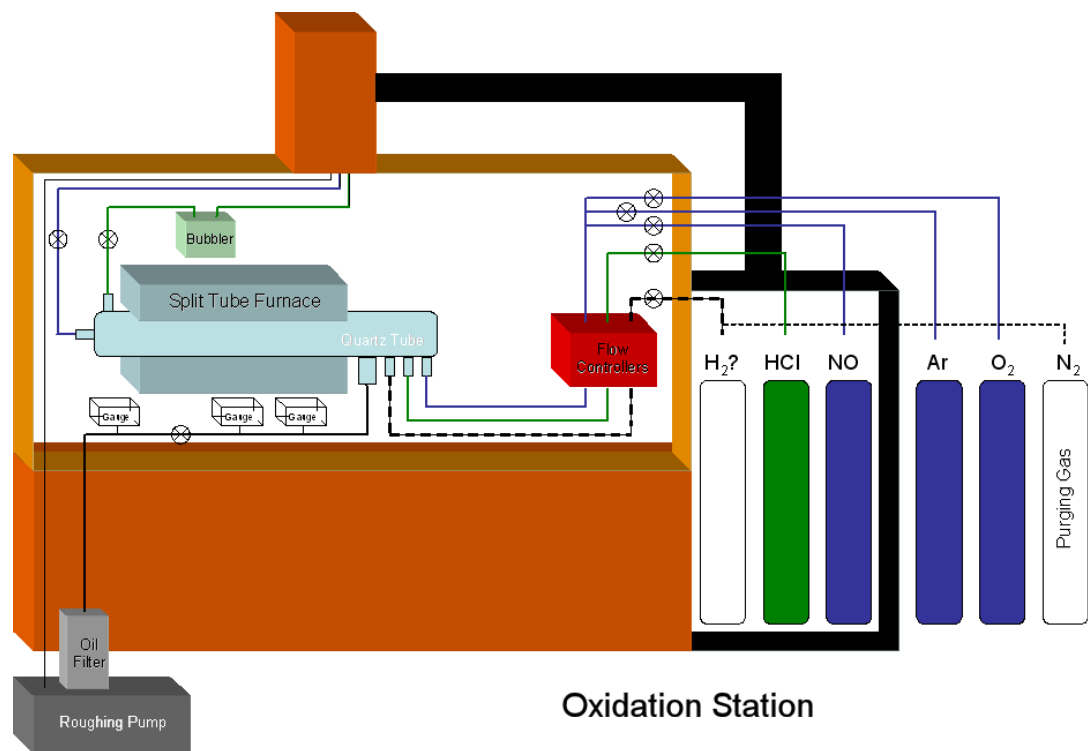 Bubbler
Split Tube Furnace
Quartz Tube
Flow
Controllers
H₂?
HCl
NO
Ar
O₂
N₂
Gauge
Gauge
Gauge
Purging Gas
Oil
Filter
Roughing Pump
Oxidation Station